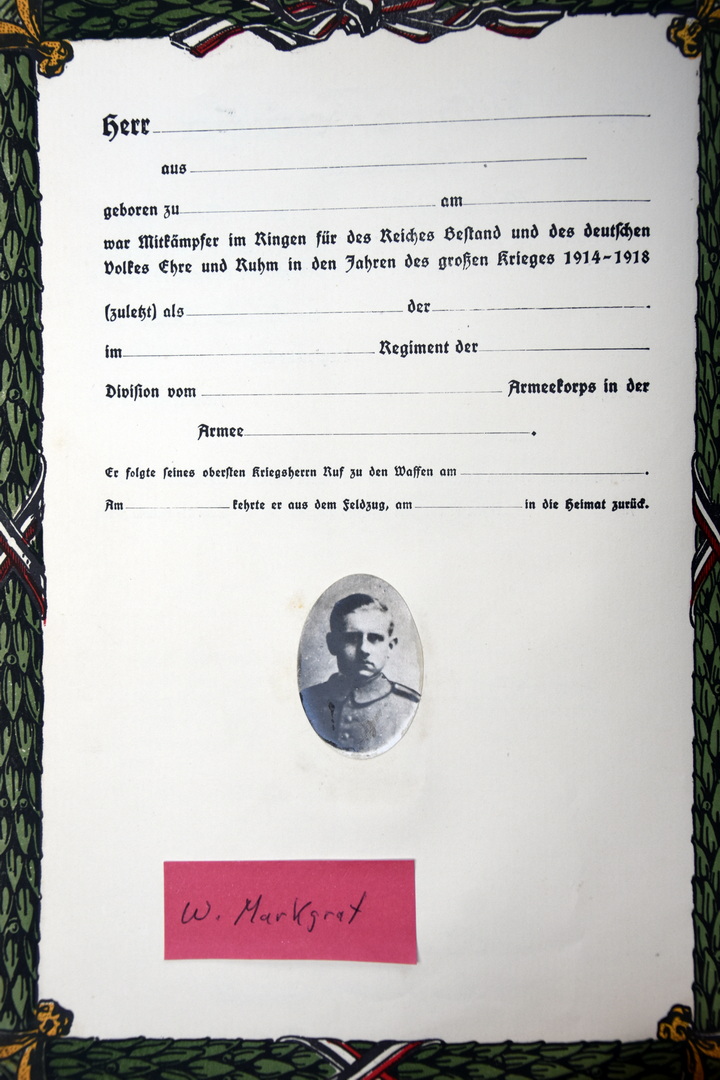 Herr
aus
geboren zu am
war Mitkämpfer im Ringen für des Reiches Bestand und des deutschen
Volkes Ehre und Ruhm in den Jahren des großen Krieges 1914-1918
(zuletzt) als der .
im Regiment der
Division vom Armeekorps in der
Armee .
Er folgte seines obersten Kriegsherrn Ruf zu den Waffen am .
Am kehrte er aus dem Feldzug, am in die Heimat zurück.
W. Markgraf